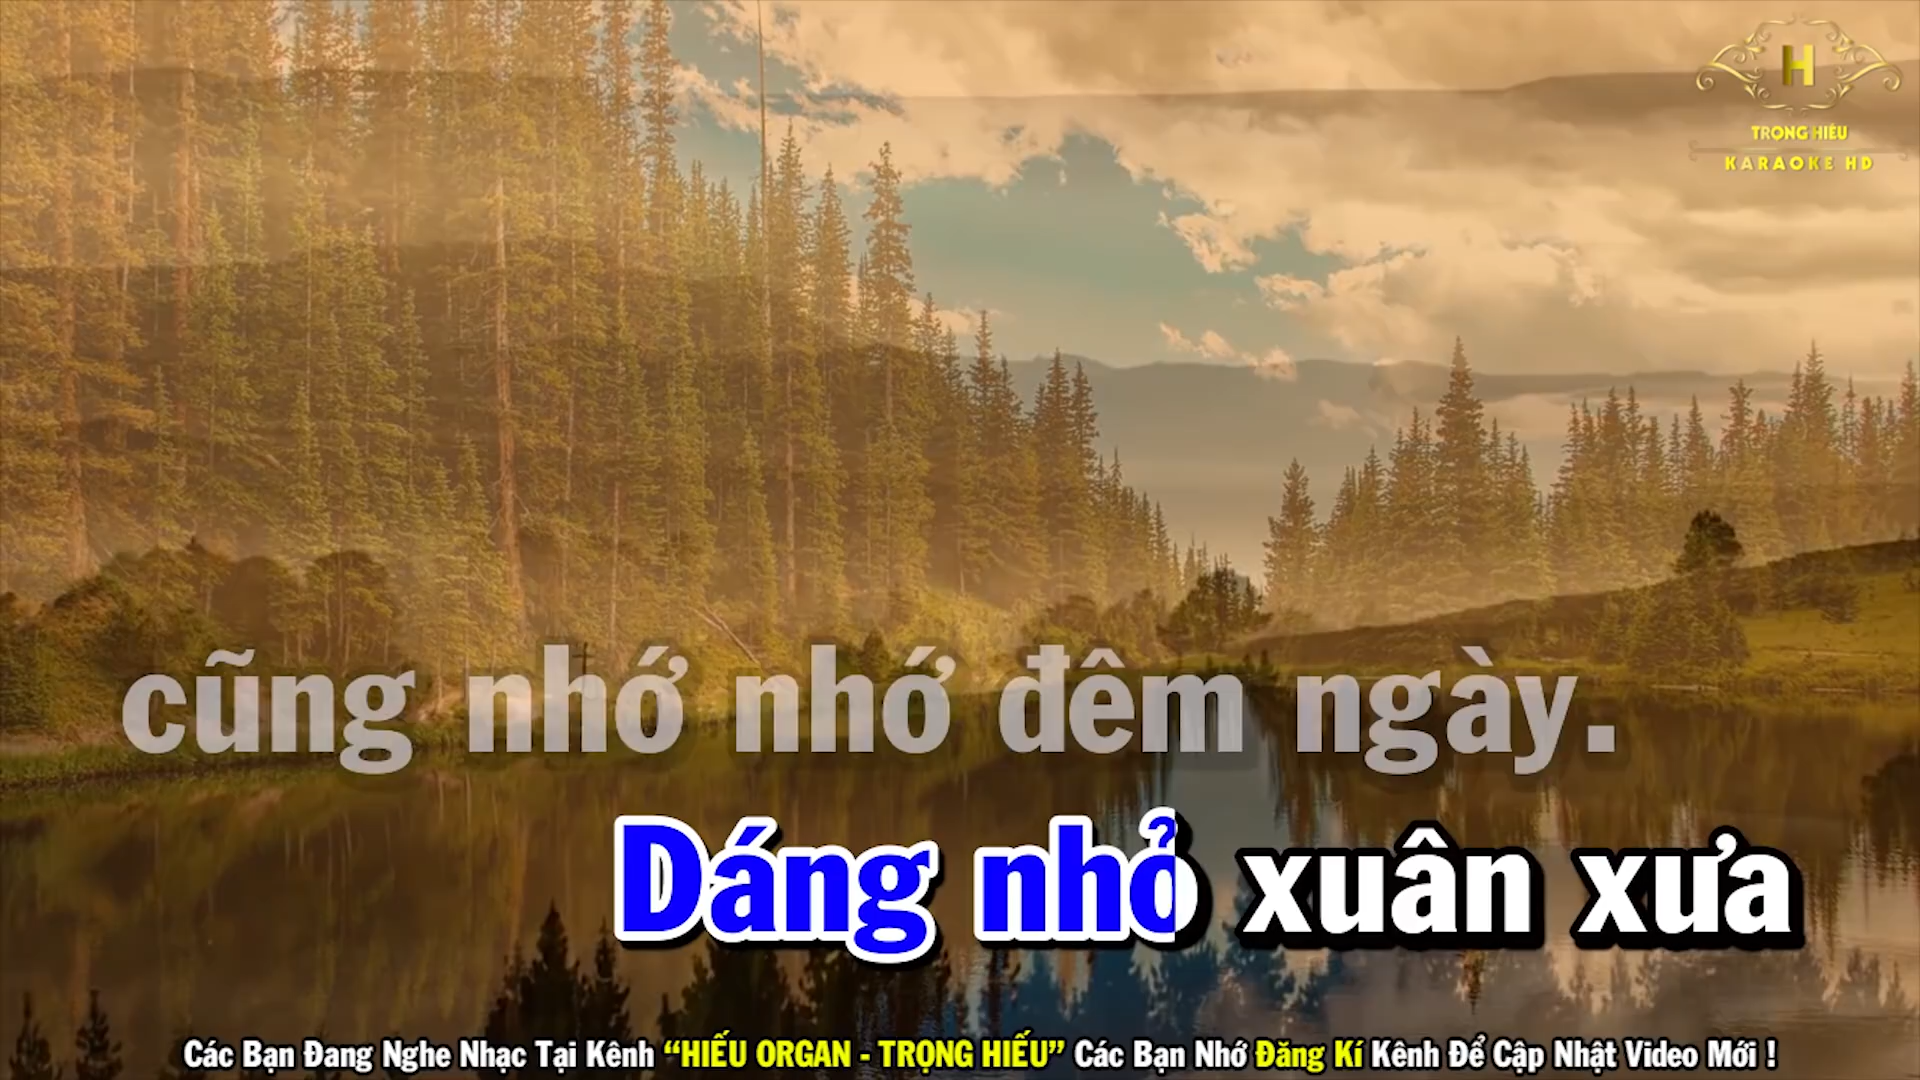 H
TRỌNG HIẾU
KARAOKE HD
cũng nhớ nhớ đêm ngày.
Dáng nhỏ xuân xưa
Các Bạn Đang Nghe Nhạc Tại Kênh “HIẾU ORGAN - TRỌNG HIẾU” Các Bạn Nhớ Đăng Kí Kênh Để Cập Nhật Video Mới !